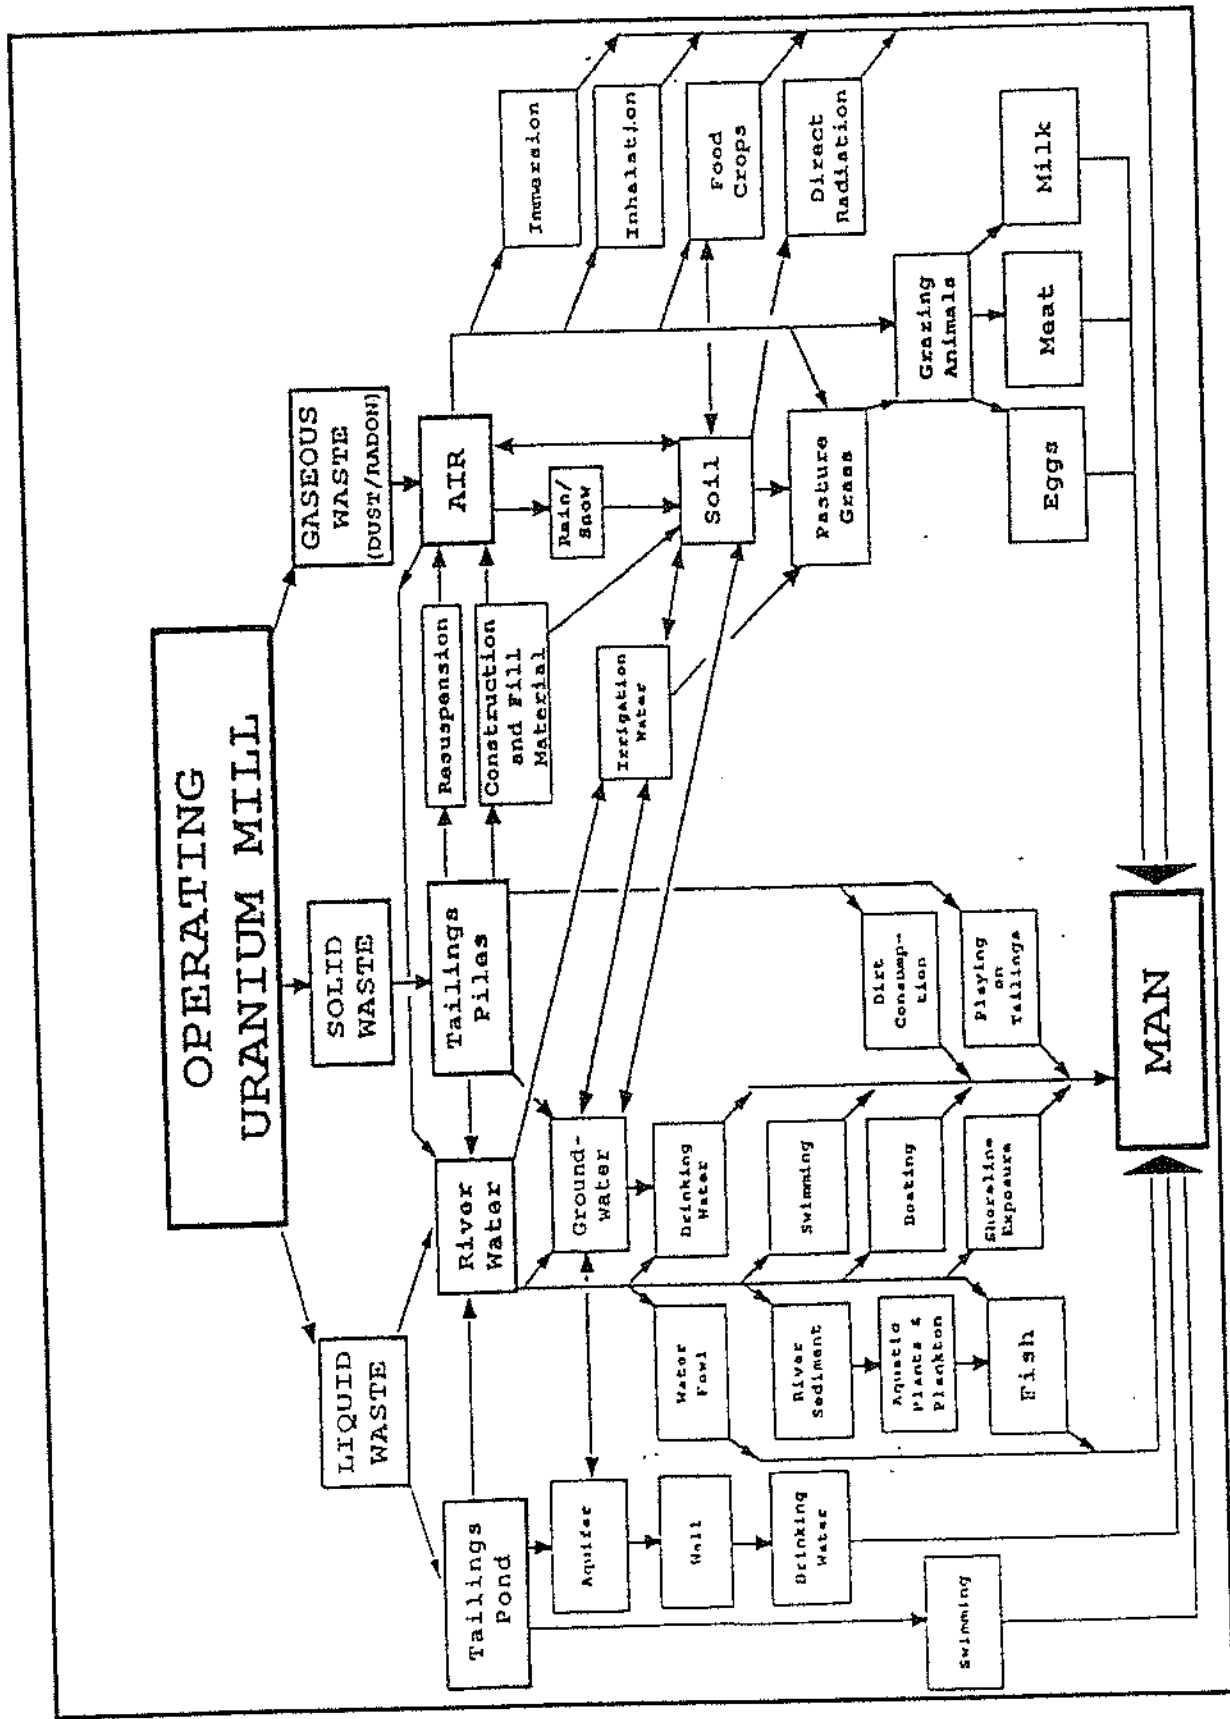 OPERATING
URANIUM MILL
LIQUID
WASTE
SOLID
WASTE
GASEOUS
WASTE
(DUST/RADON)
Tailings
Pond
River
Water
Tailings
Piles
Resuspension
Construction
and Fill
Material
AIR
Rain/
Snow
Aquifer
Ground-
water
Irrigation
Water
Soil
Immersion
Inhalation
Food
Crops
Direct
Radiation
Well
Water
Fowl
Drinking
Water
Drinking
Water
River
Sediment
Swimming
Pasture
Grass
Aquatic
Plants &
Plankton
Boating
Dirt
Consump-
tion
Grazing
Animals
Swimming
Fish
Shoreline
Exposure
Playing
on
Tailings
Eggs
Meat
Milk
MAN